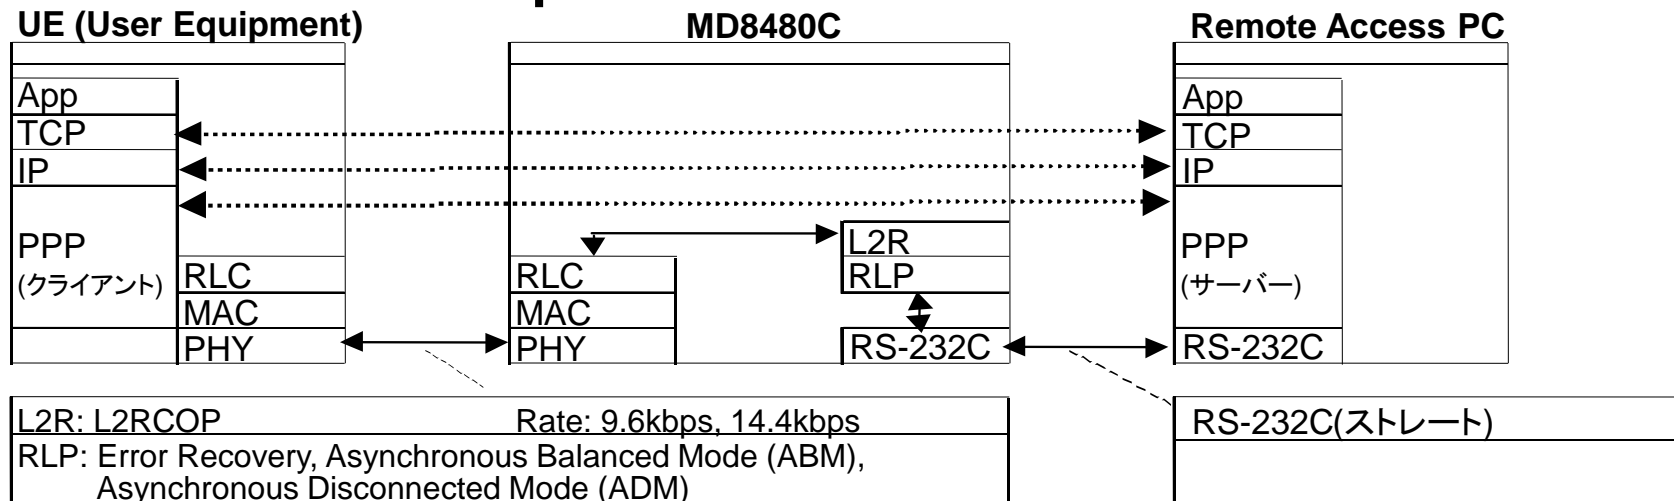 UE (User Equipment)
MD8480C
Remote Access PC
App
TCP
IP
PPP
(クライアント)
RLC
MAC
PHY
RLC
MAC
PHY
L2R
RLP
RS-232C
App
TCP
IP
PPP
(サーバー)
RS-232C
L2R: L2RCOP Rate: 9.6kbps, 14.4kbps
RLP: Error Recovery, Asynchronous Balanced Mode (ABM),
Asynchronous Disconnected Mode (ADM)
RS-232C(ストレート)